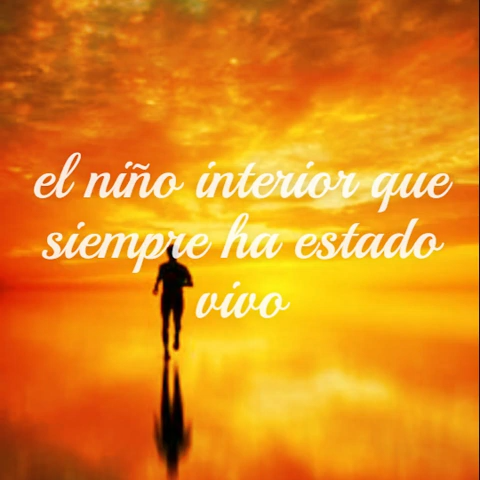 el niño interior que
siempre ha estado
vivo